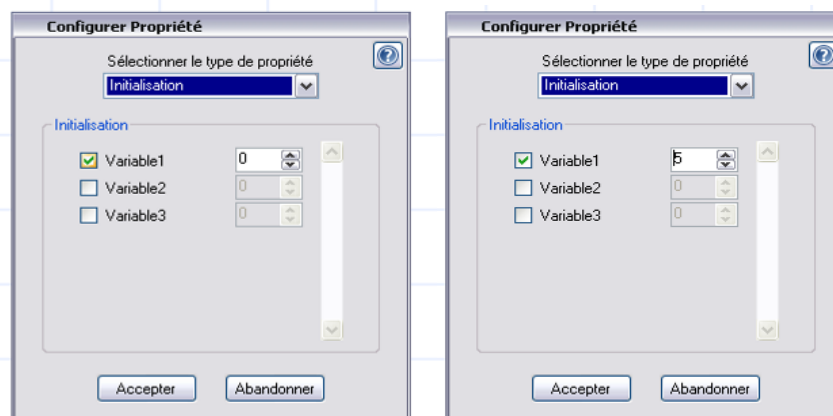 Configurer Propriété
Sélectionner le type de propriété
Initialisation
Initialisation
Variable1 0
Variable2 0
Variable3 0
Accepter Abandonner
Configurer Propriété
Sélectionner le type de propriété
Initialisation
Initialisation
Variable1 5
Variable2 0
Variable3 0
Accepter Abandonner